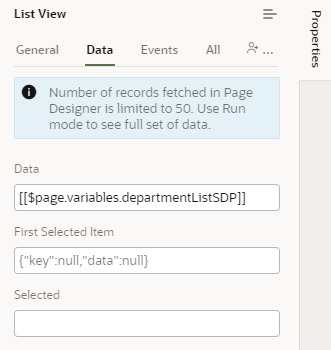 List View
Properties
General Data Events All ...
Number of records fetched in Page
Designer is limited to 50. Use Run
mode to see full set of data.
Data
[[$page.variables.departmentListSDP]]
First Selected Item
{"key":null,"data":null}
Selected